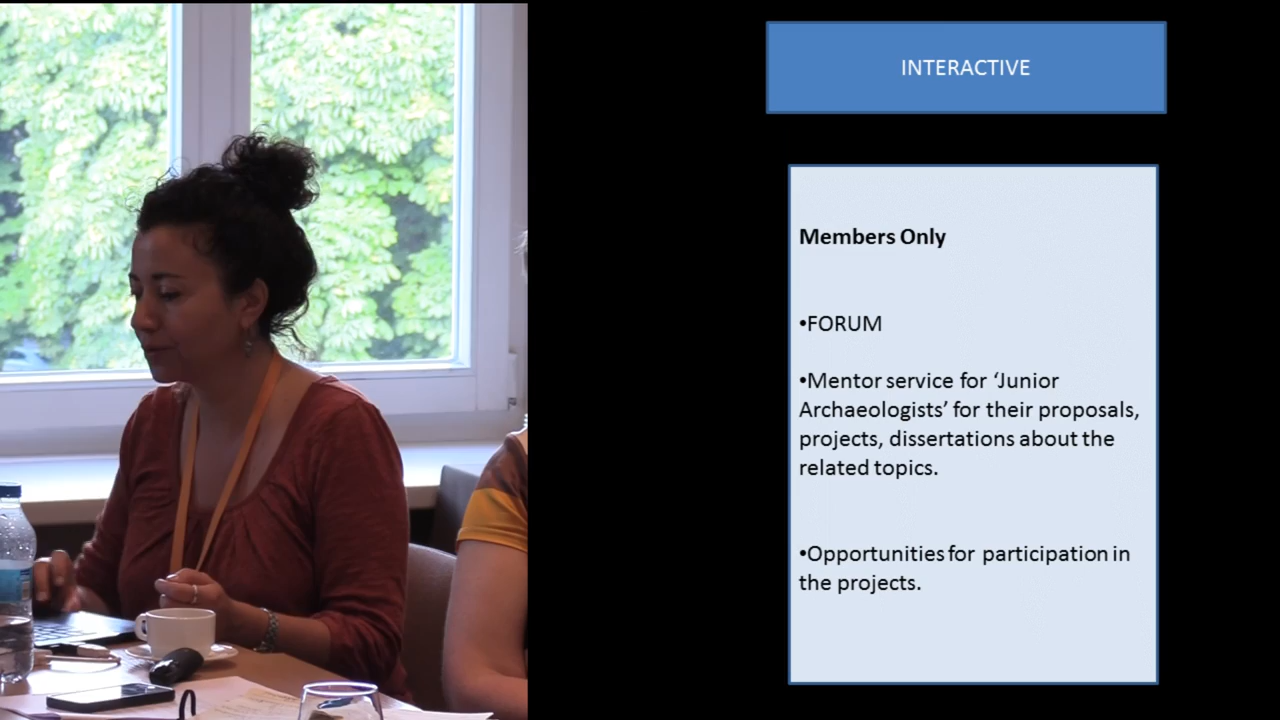 INTERACTIVE
Members Only
•FORUM
•Mentor service for ‘Junior
Archaeologists’ for their proposals,
projects, dissertations about the
related topics.
•Opportunities for participation in
the projects.